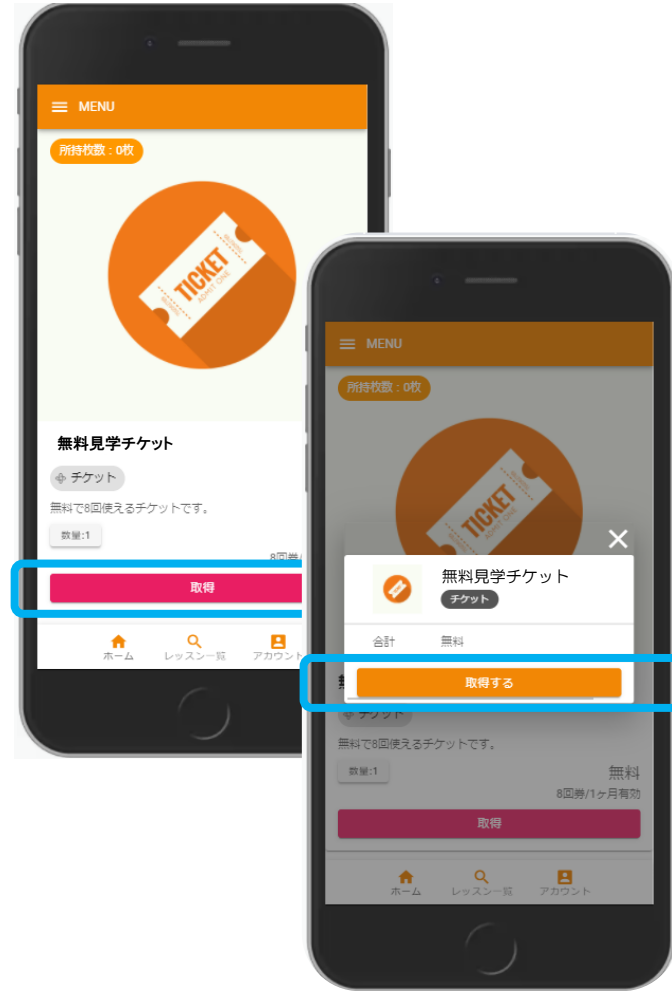 MENU
所持枚数 : 0枚
TICKET
ADMIT ONE
無料見学チケット
チケット
無料で8回使えるチケットです。
数量:1
8回券/
取得
ホーム
レッスン一覧
アカウント
MENU
所持枚数 : 0枚
TICKET
無料見学チケット
チケット
合計
無料
取得する
チケット
無料で8回使えるチケットです。
数量:1
無料
8回券/1ヶ月有効
取得
ホーム
レッスン一覧
アカウント